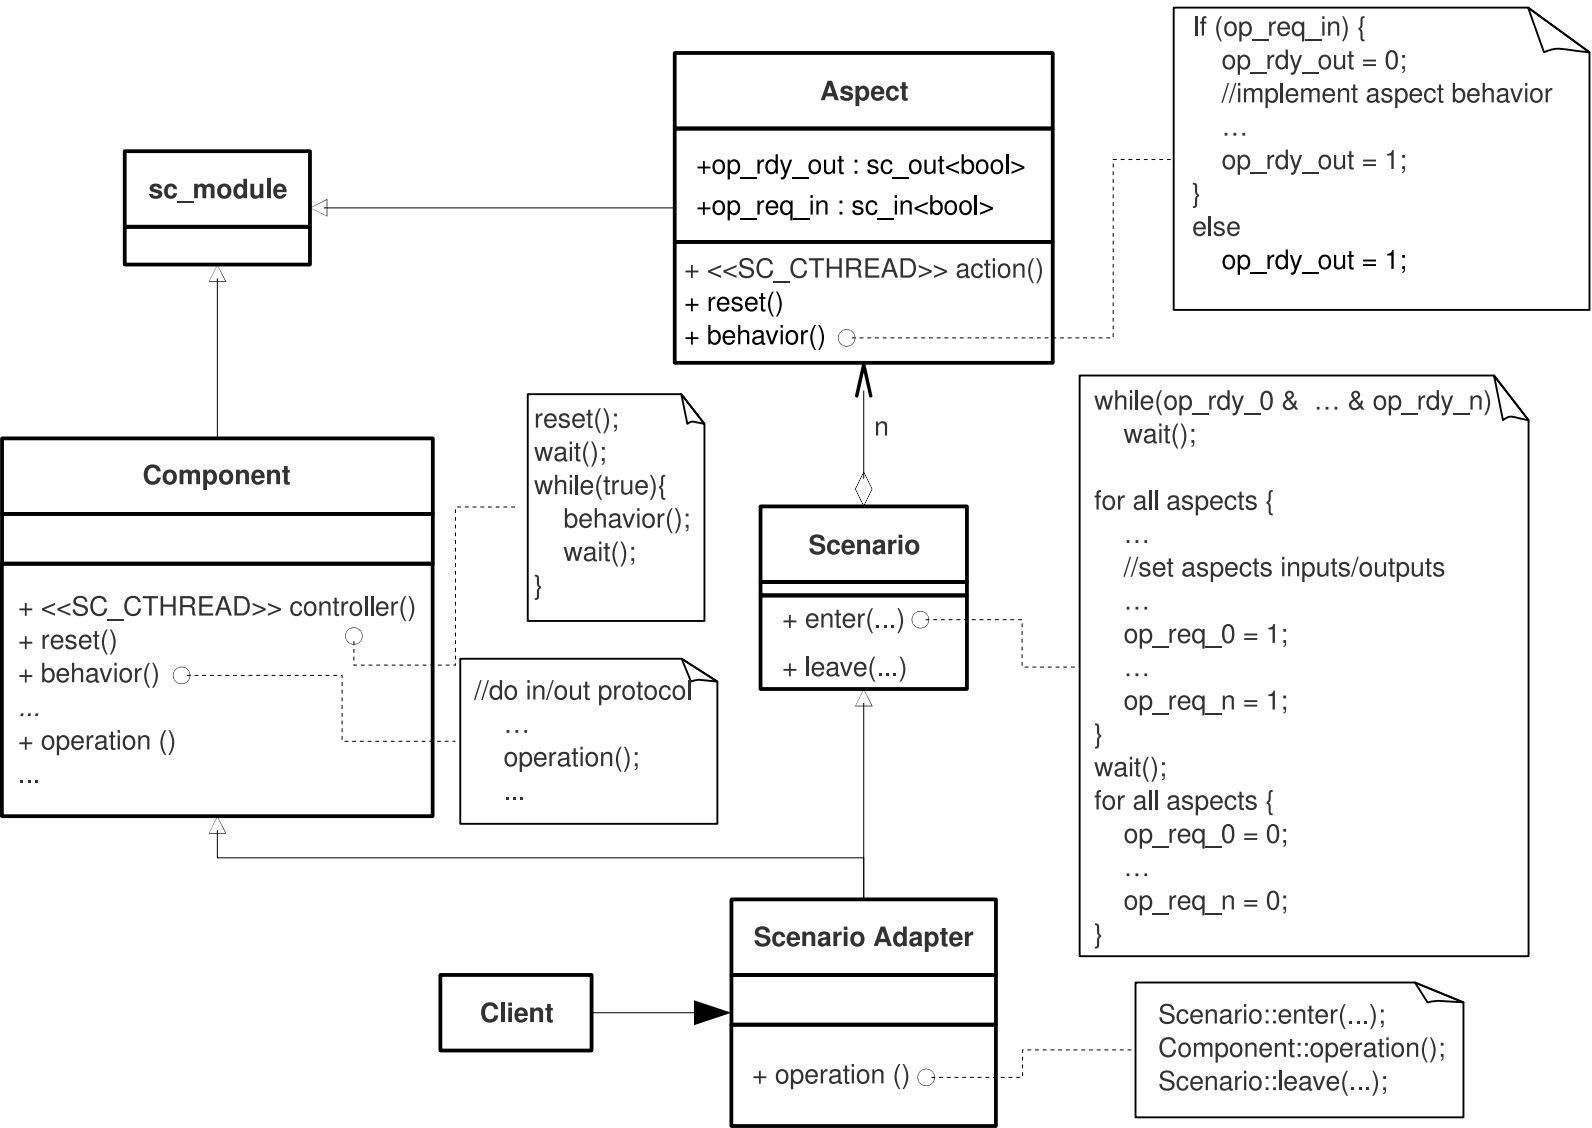 If (op_req_in) {
op_rdy_out = 0;
//implement aspect behavior
...
op_rdy_out = 1;
}
else
op_rdy_out = 1;
Aspect
+op_rdy_out : sc_out<bool>
+op_req_in : sc_in<bool>
+ <<SC_CTHREAD>> action()
+ reset()
+ behavior()
sc_module
n
Component
+ <<SC_CTHREAD>> controller()
+ reset()
+ behavior()
...
+ operation ()
...
reset();
wait();
while(true){
behavior();
wait();
}
//do in/out protocol
...
operation();
...
Scenario
+ enter(...)
+ leave(...)
while(op_rdy_0 & ... & op_rdy_n)
wait();
for all aspects {
...
//set aspects inputs/outputs
...
op_req_0 = 1;
...
op_req_n = 1;
}
wait();
for all aspects {
op_req_0 = 0;
...
op_req_n = 0;
}
Scenario Adapter
+ operation ()
Client
Scenario::enter(...);
Component::operation();
Scenario::leave(...);